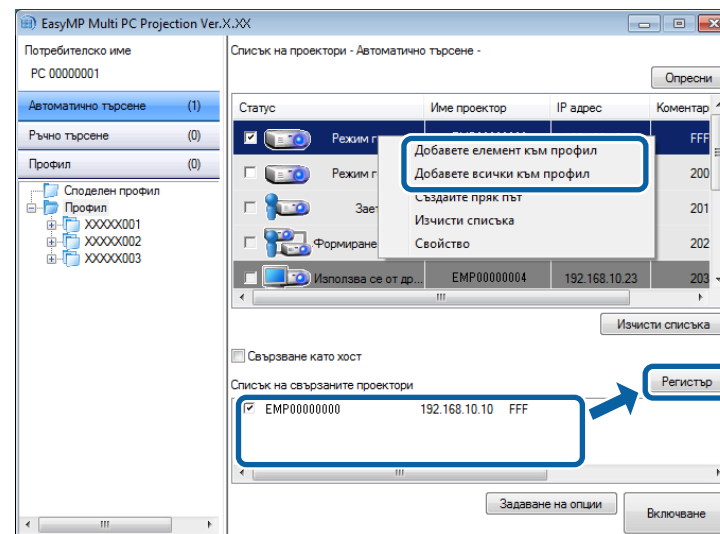 EasyMP Multi PC Projection Ver.X.XX
Потребителско име
PC 00000001
Автоматично търсене (1)
Ръчно търсене (0)
Профил (0)
Споделен профил
Профил
XXXXX001
XXXXX002
XXXXX003
Списък на проектори - Автоматично търсене -
Опресни
Статус Име проектор IP адрес Коментар
Режим FFF
Режим 200
201
Формиране 202
Използва се от др... EMP00000004 192.168.10.23 203
Добавете елемент към профил
Добавете всички към профил
Създайте пряк път
Изчисти списъка
Свойство
Изчисти списъка
Свързване като хост
Списък на свързаните проектори
Регистър
EMP00000000 192.168.10.10 FFF
Задаване на опции
Включване